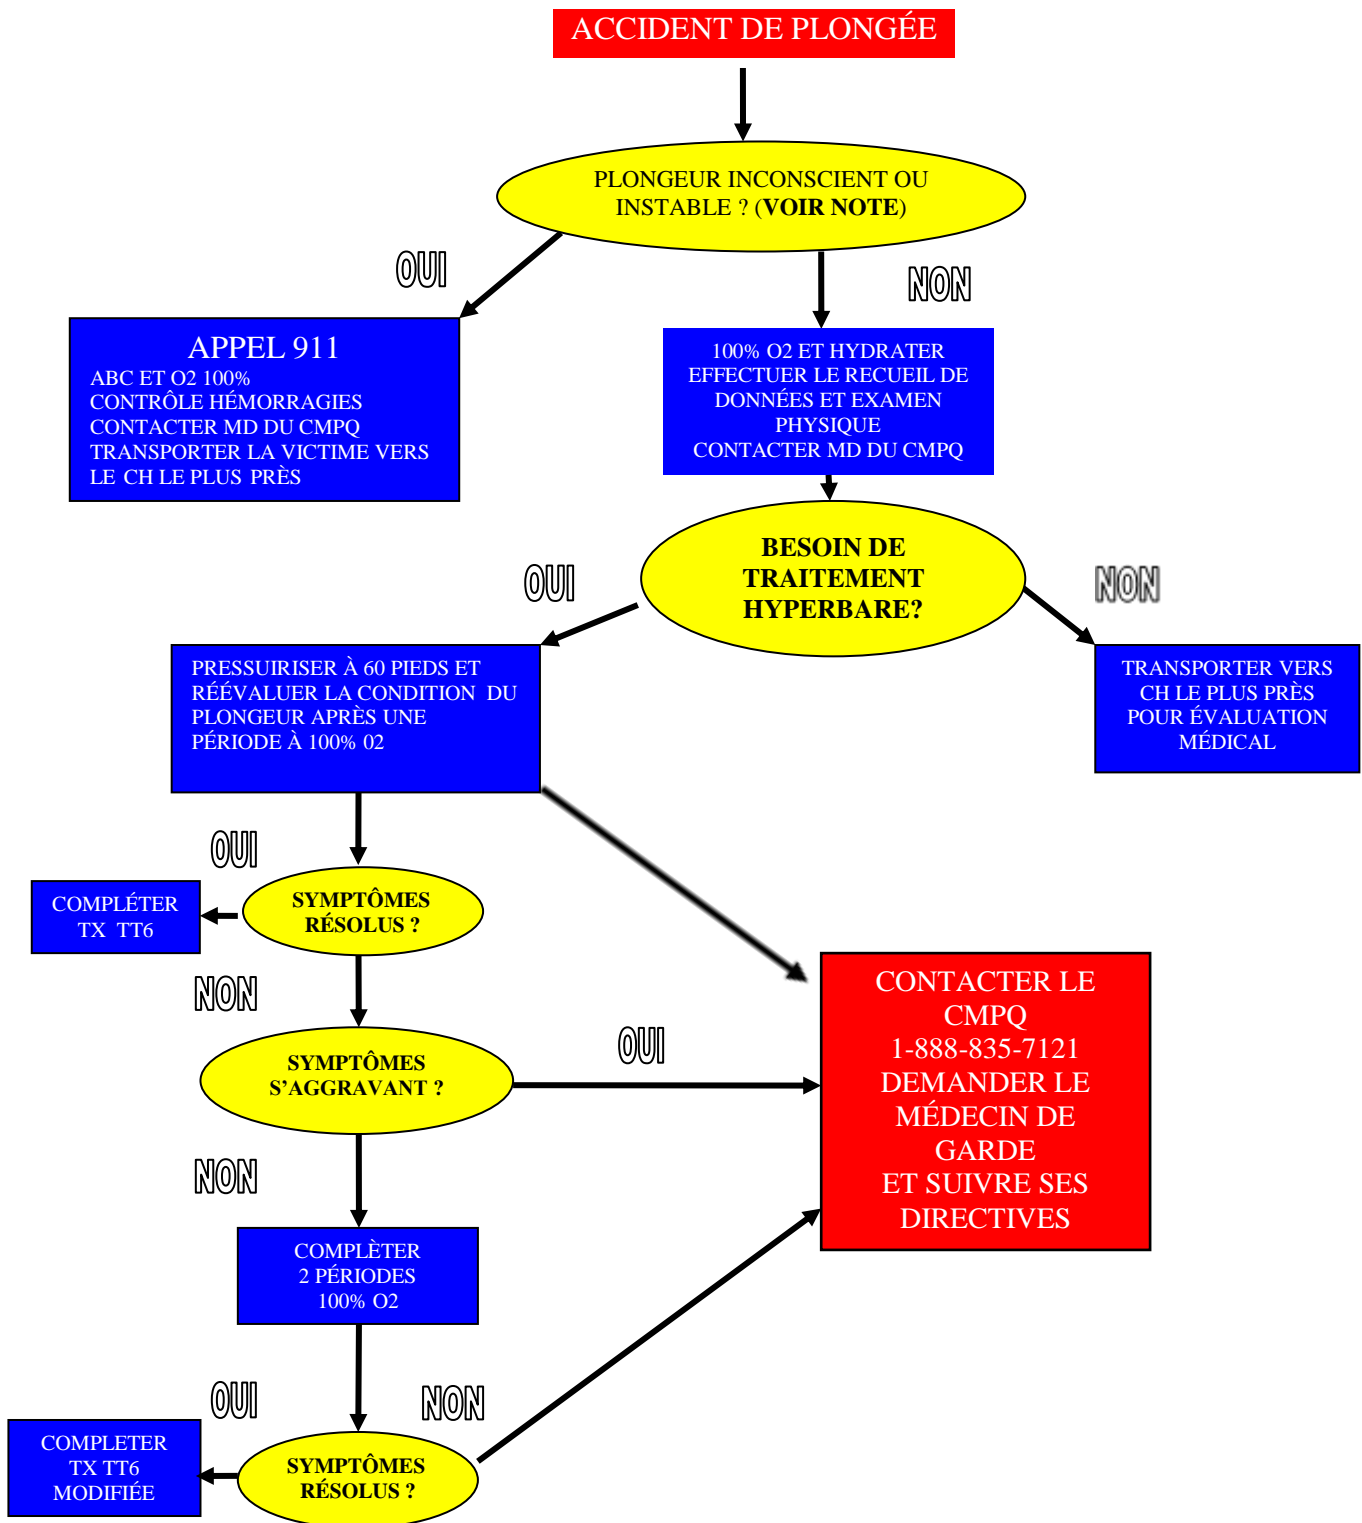 ACCIDENT DE PLONGÉE
PLONGEUR INCONSCIENT OU
INSTABLE ? (VOIR NOTE)
OUI
NON
APPEL 911
ABC ET O2 100%
CONTRÔLE HÉMORRAGIES
CONTACTER MD DU CMPQ
TRANSPORTER LA VICTIME VERS
LE CH LE PLUS PRÈS
100% O2 ET HYDRATER
EFFECTUER LE RECUEIL DE
DONNÉES ET EXAMEN
PHYSIQUE
CONTACTER MD DU CMPQ
BESOIN DE
TRAITEMENT
HYPERBARE?
OUI
NON
PRESSUIRISER À 60 PIEDS ET
RÉÉVALUER LA CONDITION DU
PLONGEUR APRÈS UNE
PÉRIODE À 100% 02
TRANSPORTER VERS
CH LE PLUS PRÈS
POUR ÉVALUATION
MÉDICAL
OUI
SYMPTÔMES
RÉSOLUS ?
COMPLÉTER
TX TT6
NON
SYMPTÔMES
S'AGGRAVANT ?
OUI
CONTACTER LE
CMPQ
1-888-835-7121
DEMANDER LE
MÉDECIN DE
GARDE
ET SUIVRE SES
DIRECTIVES
NON
COMPLÈTER
2 PÉRIODES
100% O2
OUI
NON
SYMPTÔMES
RÉSOLUS ?
COMPLETER
TX TT6
MODIFIÉE